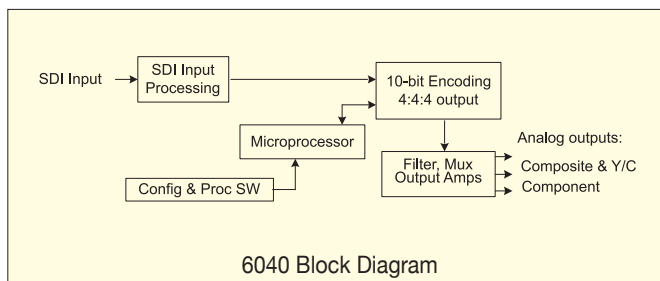 SDI Input
SDI Input
Processing
10-bit Encoding
4:4:4 output
Microprocessor
Config & Proc SW
Filter, Mux
Output Amps
Analog outputs:
Composite & Y/C
Component
6040 Block Diagram